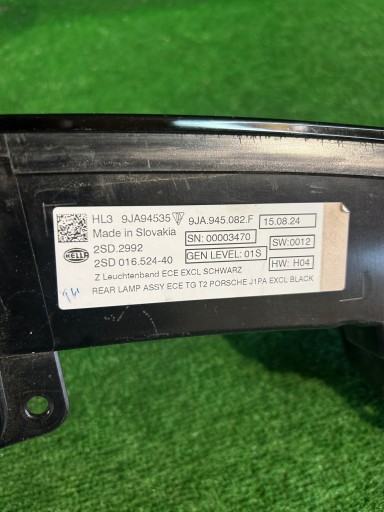 HL3 9JA94535 9JA.945.082.F 15.08.24
Made in Slovakia SN: 00003470 SW:0012
2SD.2992 GEN LEVEL: 01S
HELLA 2SD 016.524-40 HW: H04
Z Leuchtenband ECE EXCL SCHWARZ
REAR LAMP ASSY ECE TG T2 PORSCHE J1PA EXCL BLACK